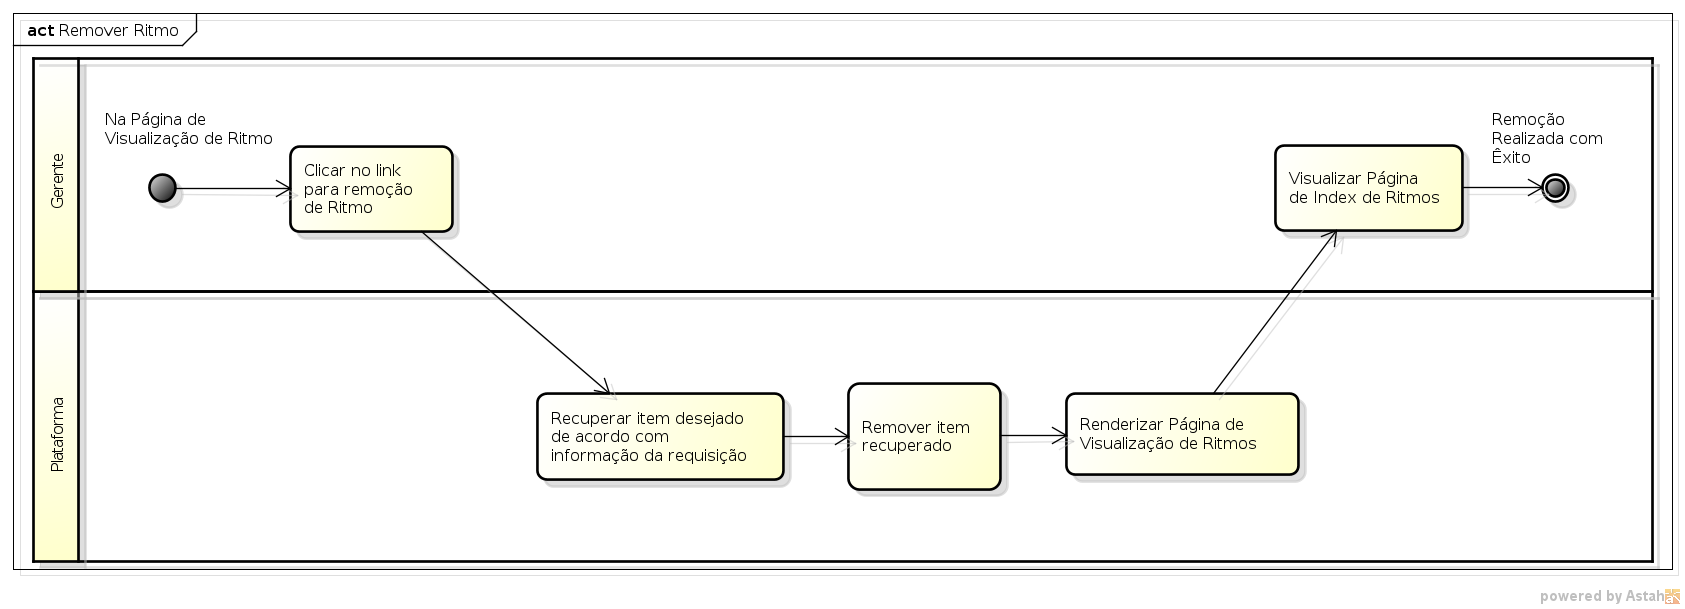 act Remover Ritmo
Gerente
Na Página de
Visualização de Ritmo
Clicar no link
para remoção
de Ritmo
Visualizar Página
de Index de Ritmos
Remoção
Realizada com
Êxito
Plataforma
Recuperar item desejado
de acordo com
informação da requisição
Remover item
recuperado
Renderizar Página de
Visualização de Ritmos
powered by Astah